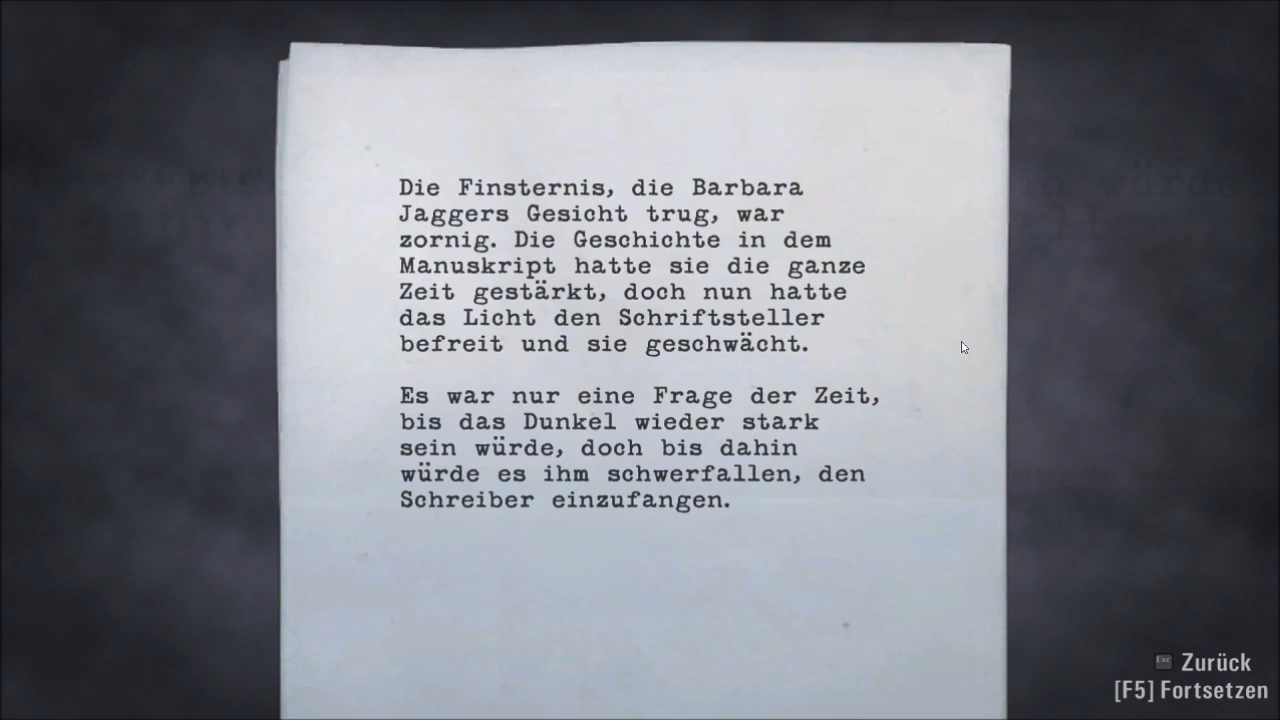 Die Finsternis, die Barbara
Jaggers Gesicht trug, war
zornig. Die Geschichte in dem
Manuskript hatte sie die ganze
Zeit gestärkt, doch nun hatte
das Licht den Schriftsteller
befreit und sie geschwächt.
Es war nur eine Frage der Zeit,
bis das Dunkel wieder stark
sein würde, doch bis dahin
würde es ihm schwerfallen, den
Schreiber einzufangen.
Esc Zurück
[F5] Fortsetzen